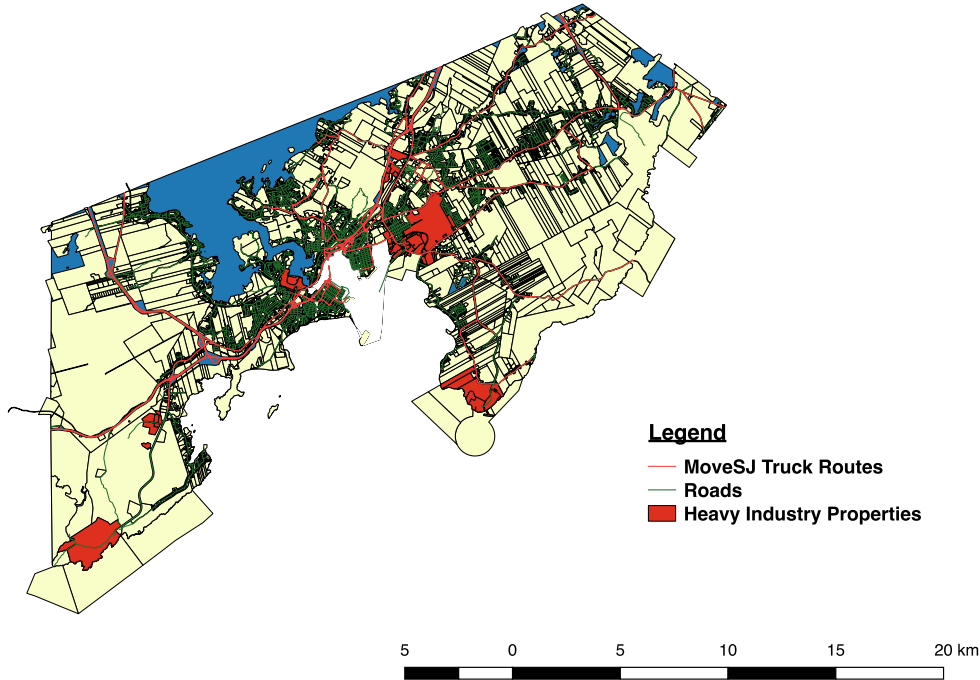 Legend
MoveSJ Truck Routes
Roads
Heavy Industry Properties
5 0 5 10 15 20 km